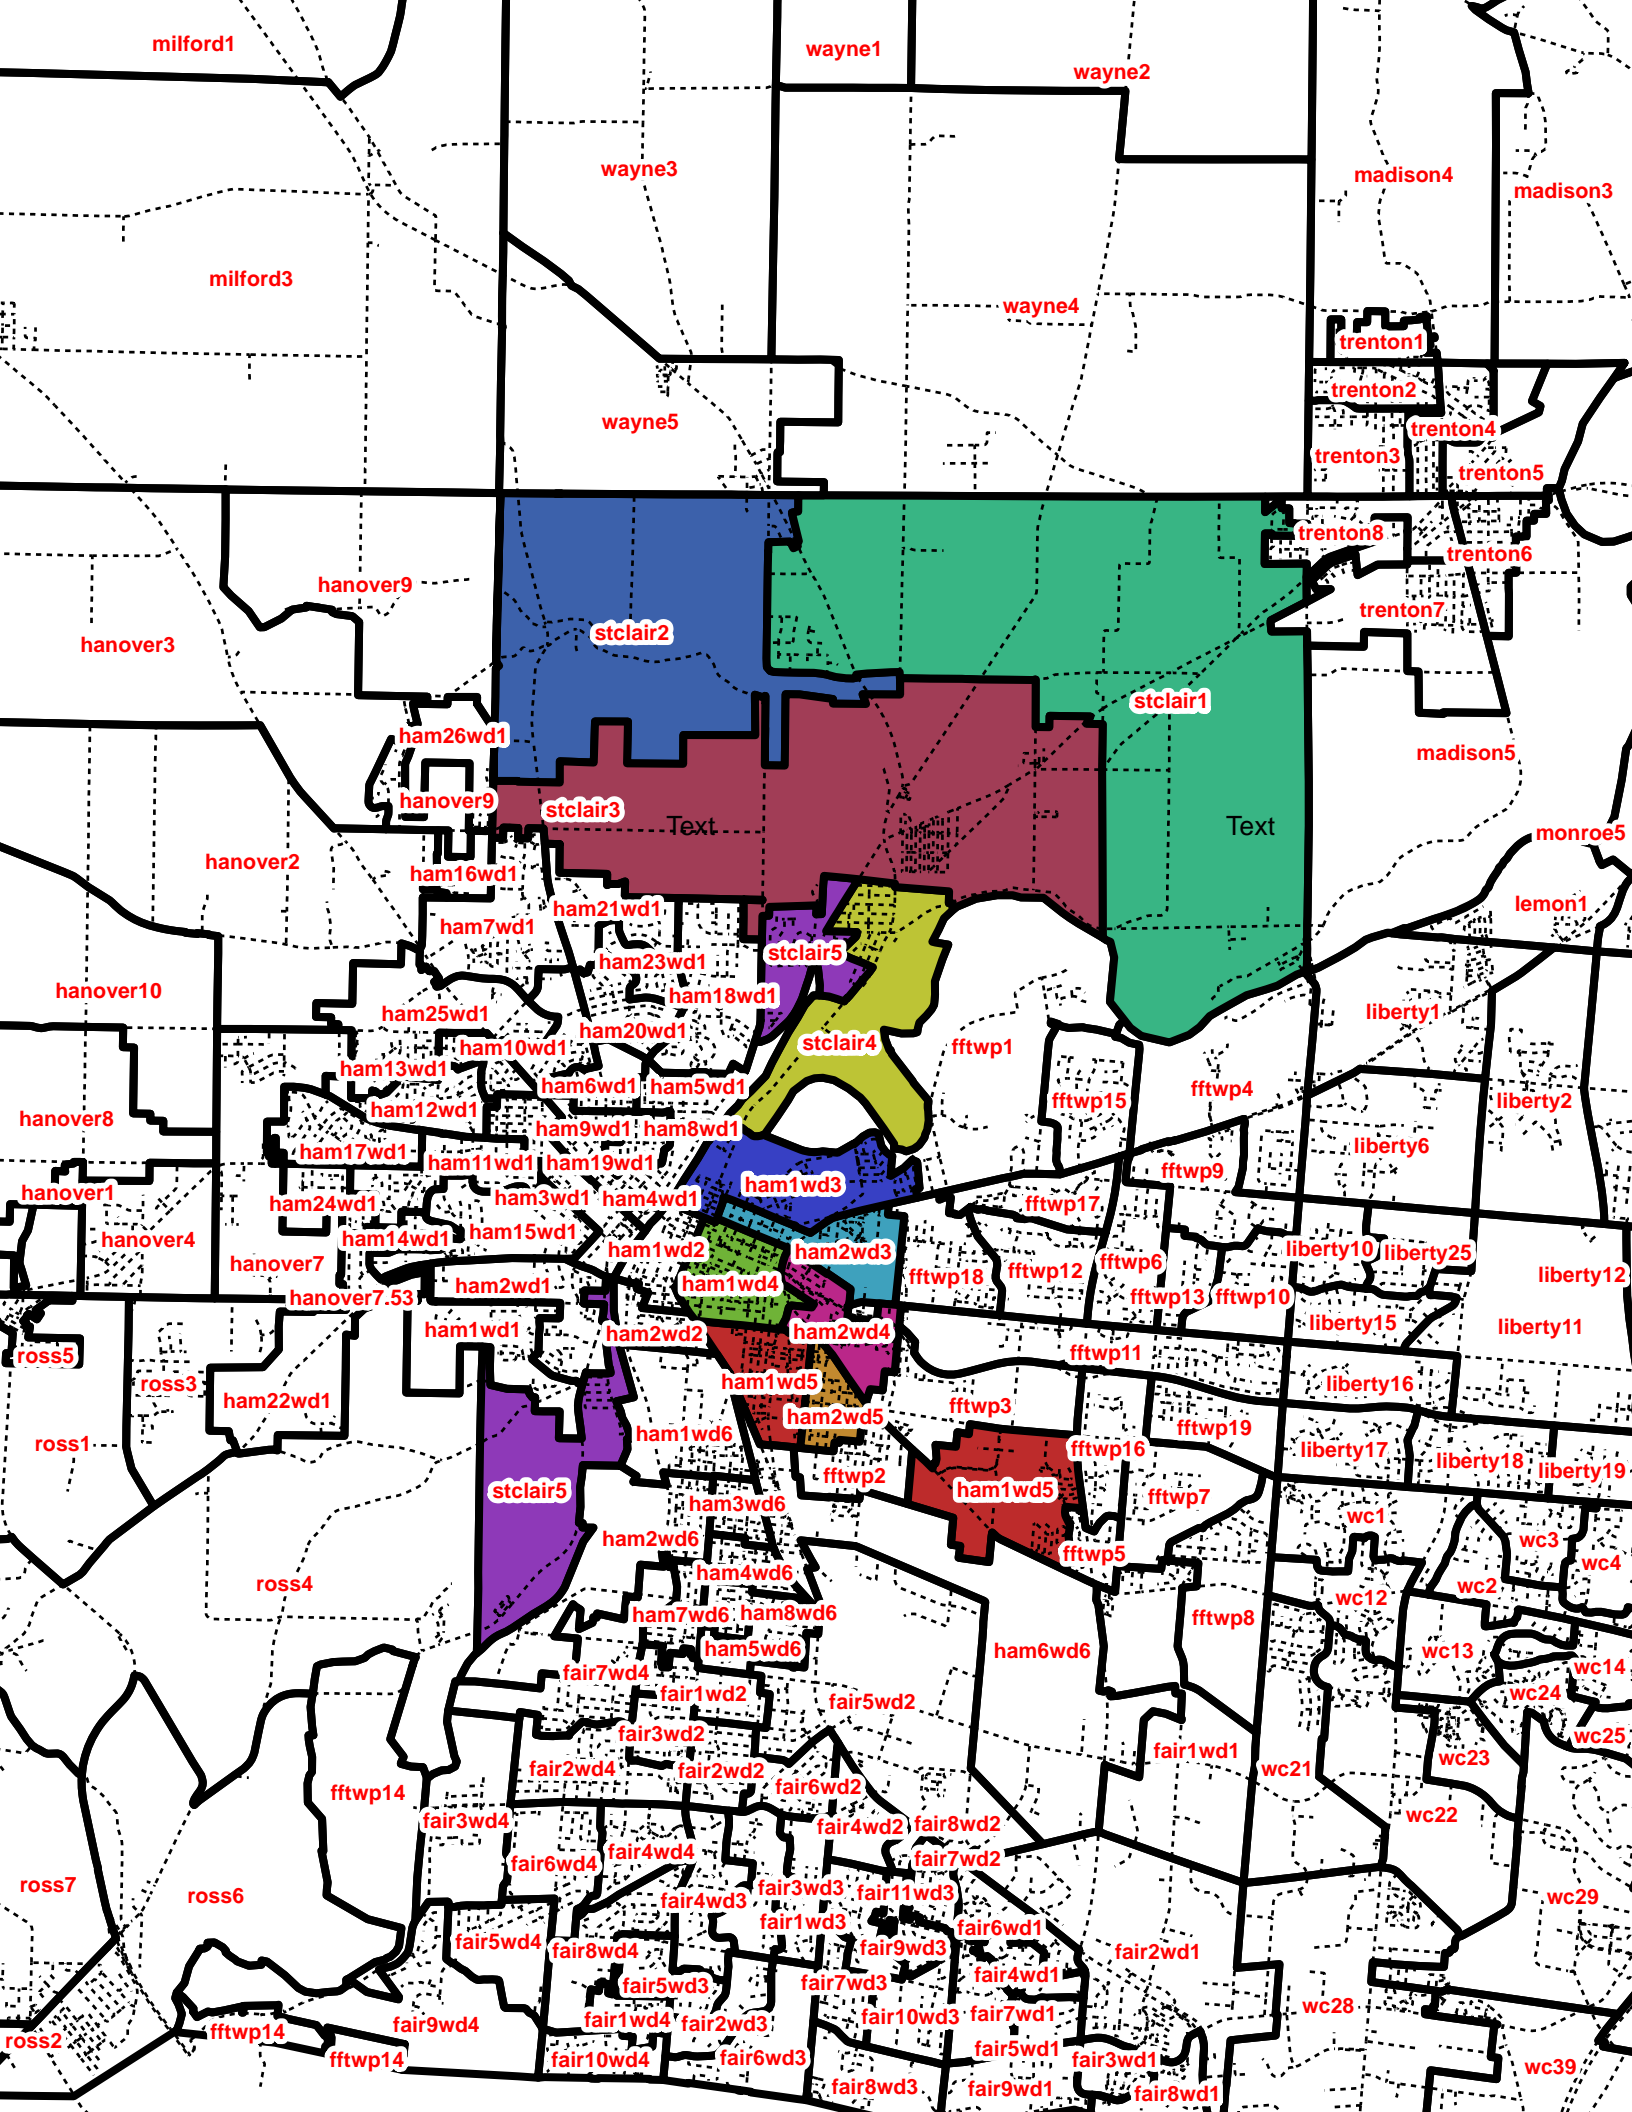 milford1
wayne1
wayne2
wayne3
madison4
madison3
milford3
wayne4
trenton1
trenton2
wayne5
trenton4
trenton3
trenton5
trenton8
trenton6
hanover9
trenton7
stclair2
hanover3
stclair1
ham26wd1
madison5
hanover9
stclair3
Text
Text
monroe5
hanover2
ham16wd1
lemon1
ham21wd1
ham7wd1
stclair5
ham23wd1
hanover10
ham18wd1
liberty1
ham25wd1
ham20wd1
stclair4
fftwp1
ham10wd1
ham13wd1
ham6wd1
ham5wd1
fftwp4
fftwp15
liberty2
ham12wd1
hanover8
ham9wd1
ham8wd1
liberty6
ham17wd1
ham11wd1
ham19wd1
fftwp9
ham1wd3
hanover1
ham3wd1
ham4wd1
ham24wd1
fftwp17
ham15wd1
hanover4
ham14wd1
ham1wd2
ham2wd3
liberty10
liberty25
hanover7
fftwp6
fftwp18
fftwp12
liberty12
ham2wd1
ham1wd4
hanover7.53
fftwp13
fftwp10
liberty15
ham1wd1
ham2wd2
ham2wd4
liberty11
ross5
fftwp11
ross3
ham1wd5
liberty16
ham22wd1
fftwp3
ham2wd5
fftwp19
ham1wd6
ross1
fftwp16
liberty17
liberty18
liberty19
fftwp2
stclair5
ham1wd5
fftwp7
ham3wd6
wc1
ham2wd6
wc3
fftwp5
wc4
ham4wd6
ross4
wc2
wc12
ham7wd6
ham8wd6
fftwp8
ham5wd6
ham6wd6
wc13
fair7wd4
wc14
fair1wd2
wc24
fair5wd2
fair3wd2
wc25
fair1wd1
wc23
fair2wd4
fair2wd2
wc21
fair6wd2
fftwp14
wc22
fair3wd4
fair4wd2
fair8wd2
fair4wd4
fair7wd2
fair6wd4
ross7
fair3wd3
fair11wd3
ross6
wc29
fair4wd3
fair1wd3
fair6wd1
fair5wd4
fair8wd4
fair9wd3
fair2wd1
fair4wd1
fair5wd3
fair7wd3
wc28
fair7wd1
fair10wd3
fair1wd4
fair2wd3
fair9wd4
fftwp14
ross2
fair5wd1
fair6wd3
fftwp14
fair10wd4
fair3wd1
wc39
fair8wd3
fair9wd1
fair8wd1